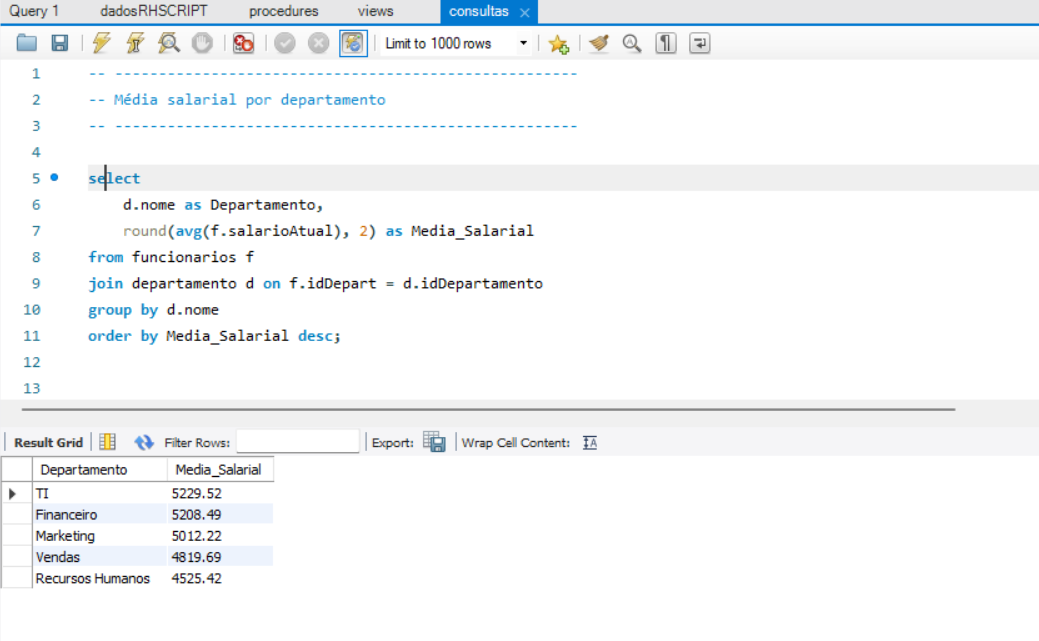 Query 1 dadosRHSCRIPT procedures views consultas ×
Limit to 1000 rows
1 -- -----------------------------------------------------
2 -- Média salarial por departamento
3 -- -----------------------------------------------------
4
5 select
6 d.nome as Departamento,
7 round(avg(f.salarioAtual), 2) as Media_Salarial
8 from funcionarios f
9 join departamento d on f.idDepart = d.idDepartamento
10 group by d.nome
11 order by Media_Salarial desc;
12
13
Result Grid Filter Rows: Export: Wrap Cell Content: IA
Departamento Media_Salarial
TI 5229.52
Financeiro 5208.49
Marketing 5012.22
Vendas 4819.69
Recursos Humanos 4525.42